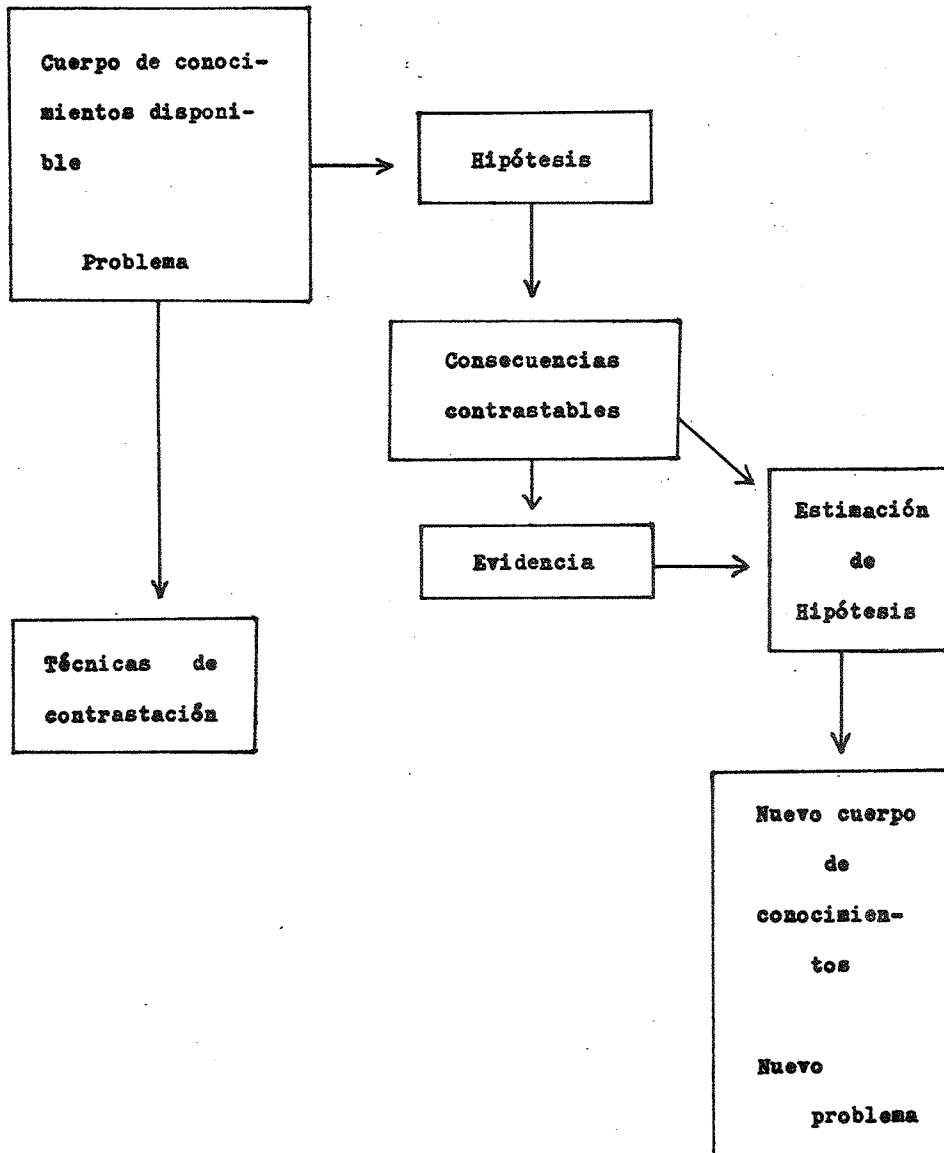 Cuerpo de conoci-
mientos disponi-
ble
Problema
Hipótesis
Consecuencias
contrastables
Evidencia
Estimación
de
Hipótesis
Técnicas de
contrastación
Nuevo cuerpo
de
conocimien-
tos
Nuevo
problema